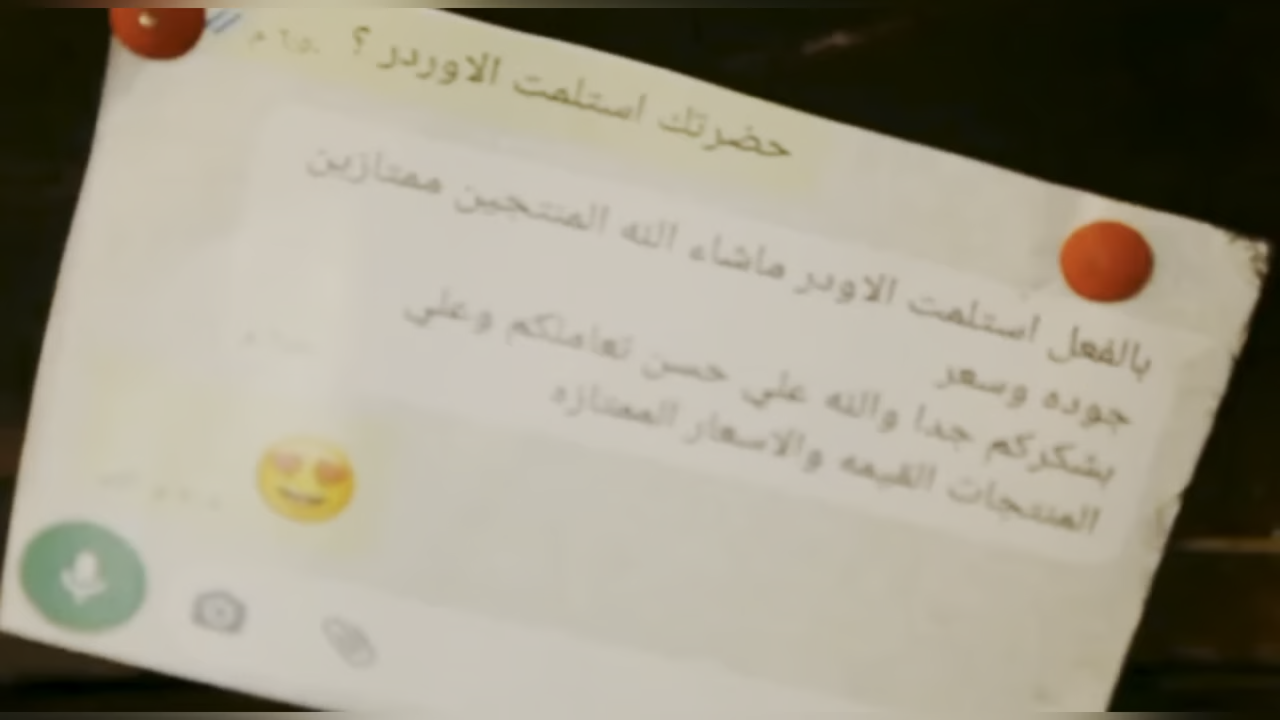 حضرتك استلمت الاوردر ؟
بالفعل استلمت الاودر ماشاء الله المنتجين ممتازين
جوده وسعر
بشكركم جدا والله علي حسن تعاملكم وعلي
المنتجات القيمه والاسعار الممتازه